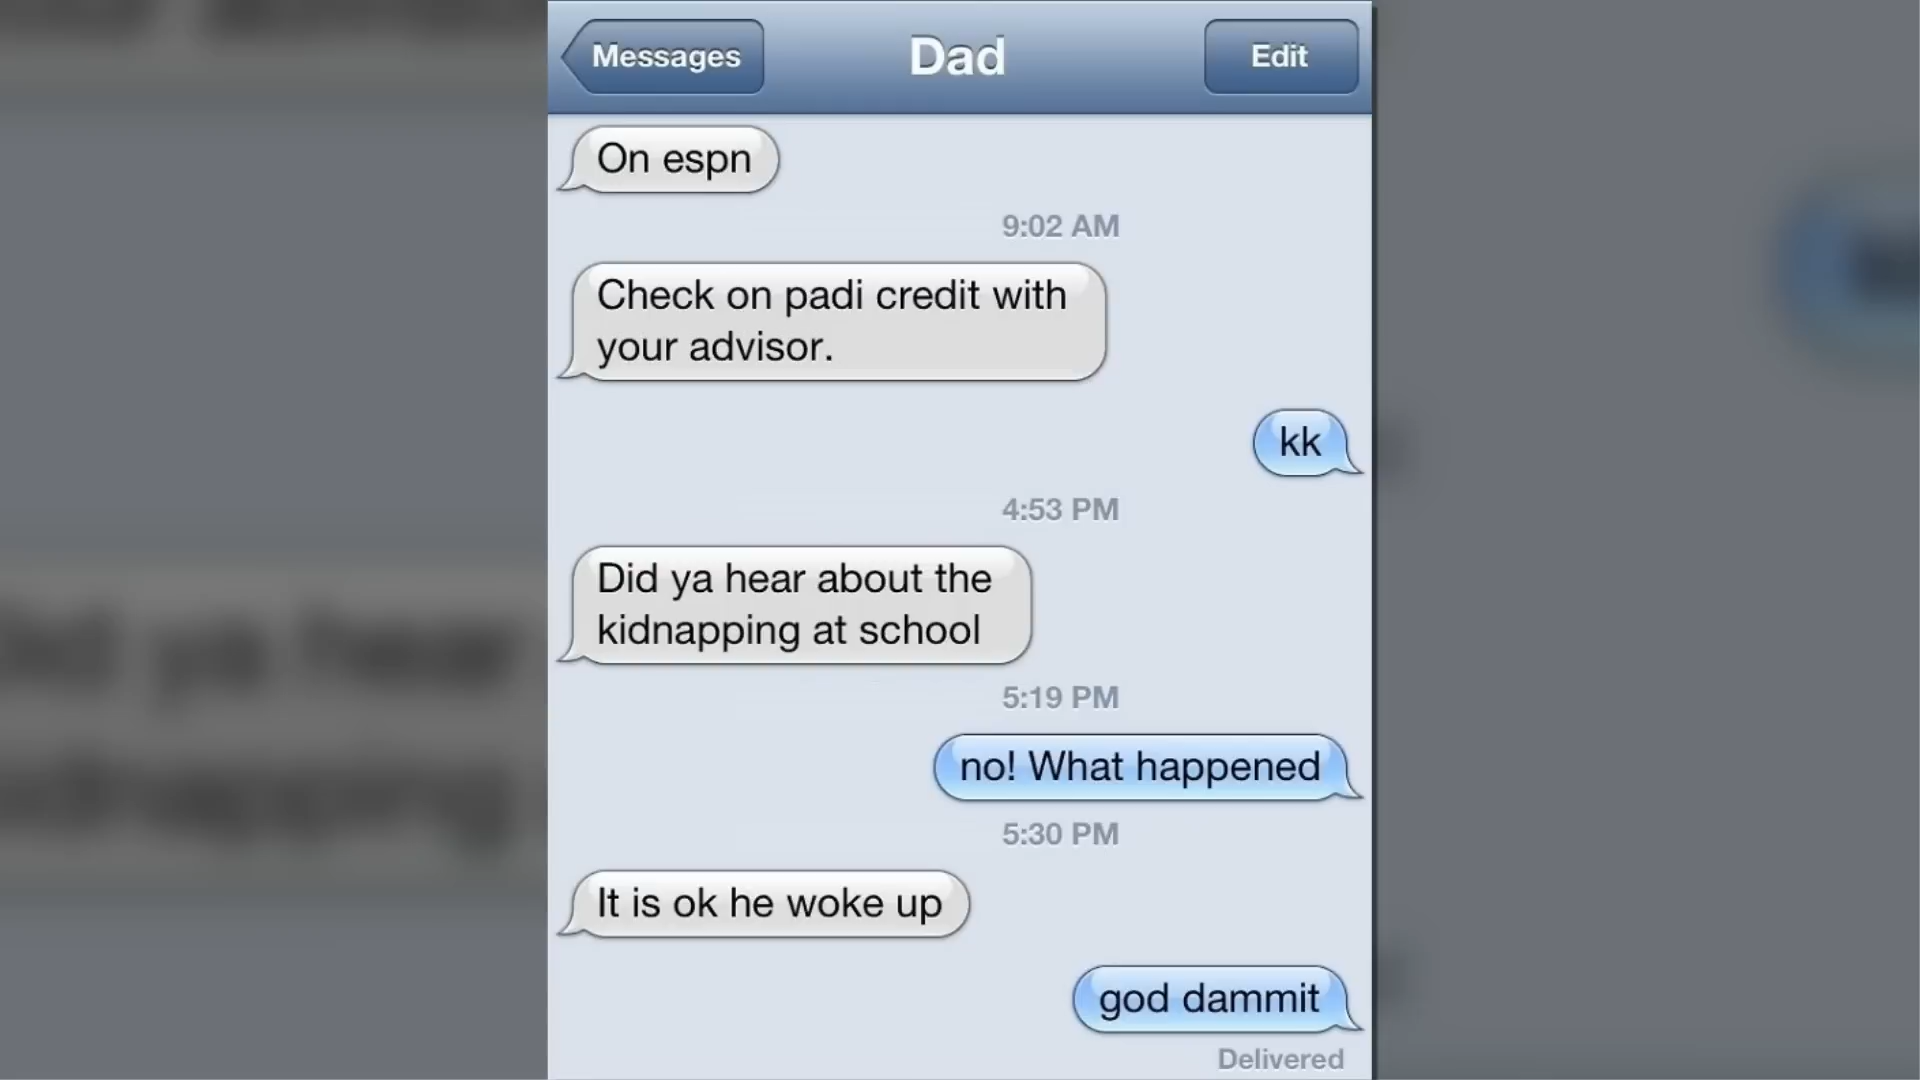 Messages
Dad
Edit
On espn
9:02 AM
Check on padi credit with
your advisor.
kk
4:53 PM
Did ya hear about the
kidnapping at school
5:19 PM
no! What happened
5:30 PM
It is ok he woke up
god dammit
Delivered